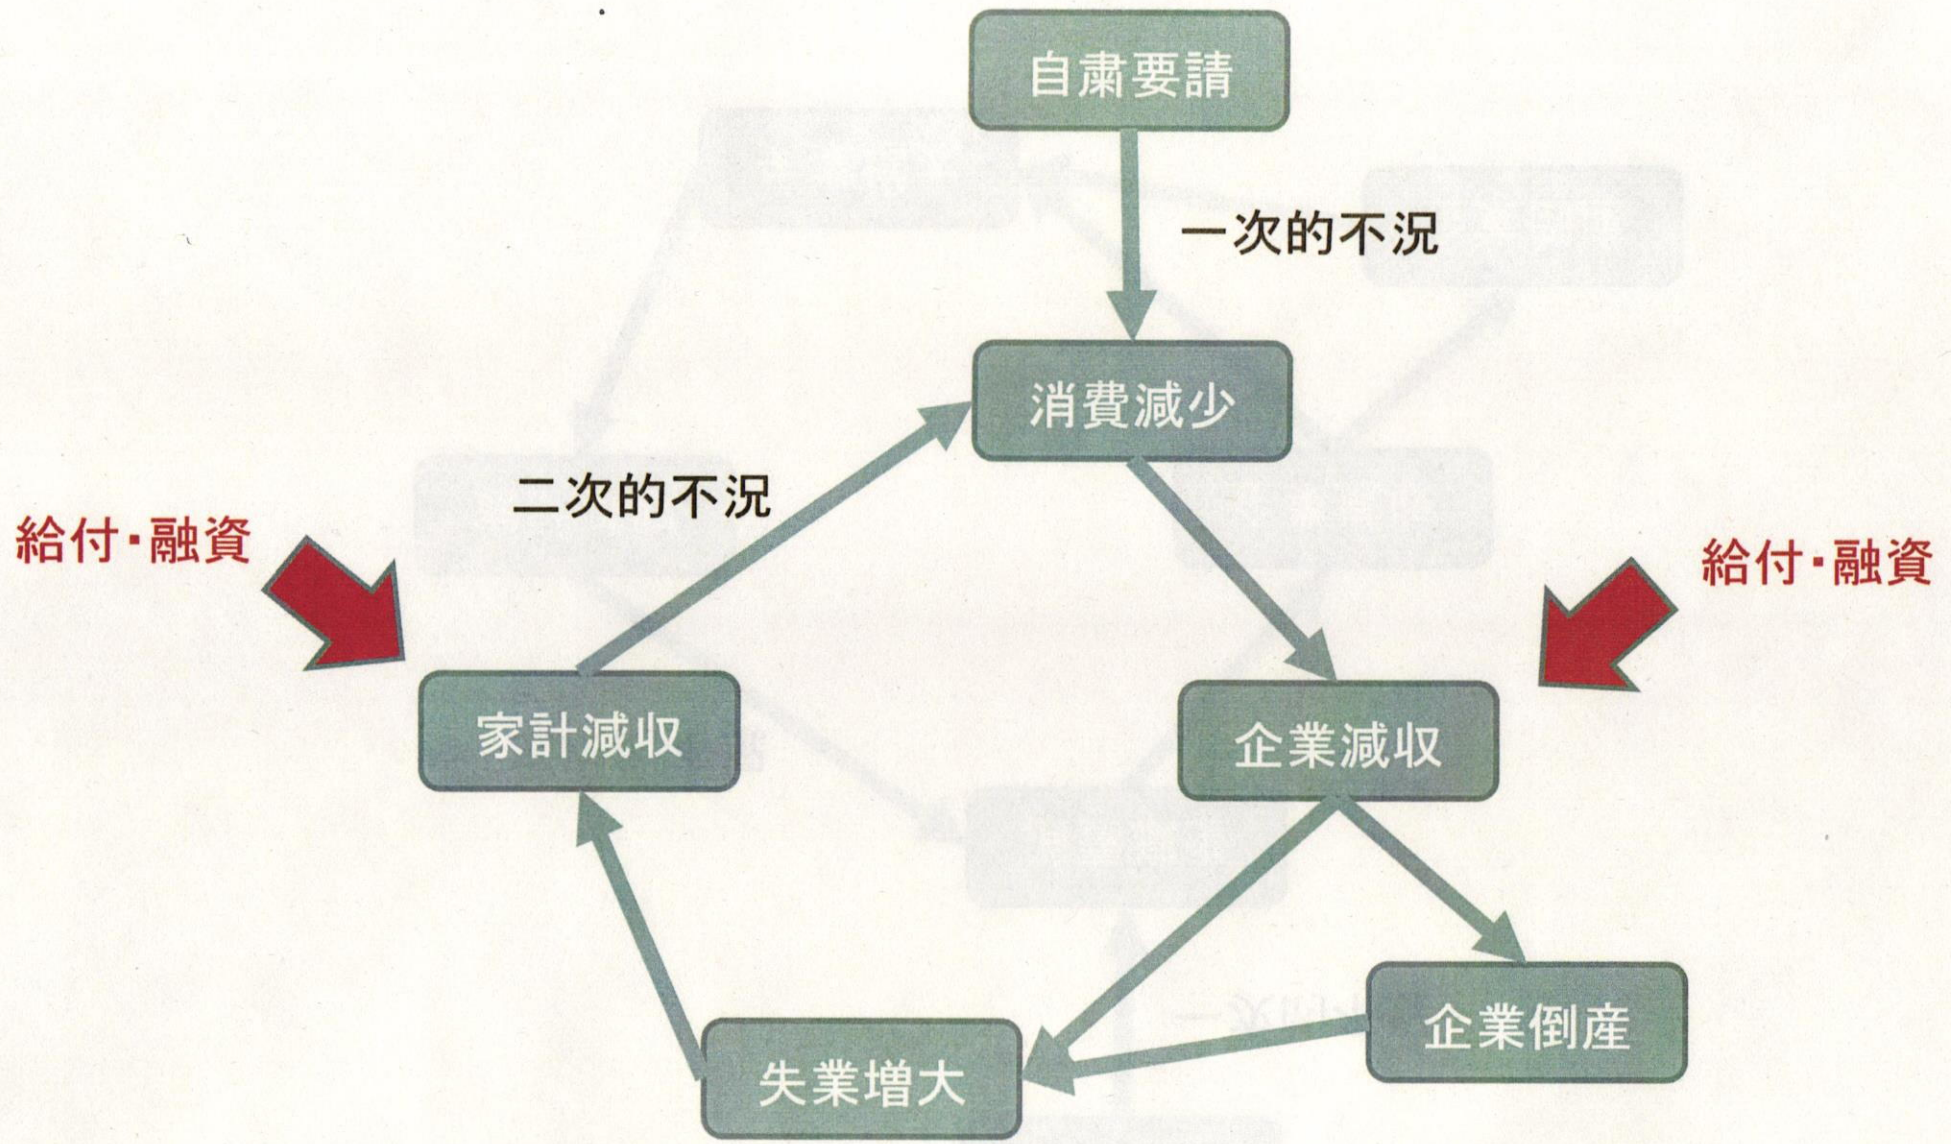 自粛要請
一次的不況
消費減少
二次的不況
給付・融資
給付・融資
家計減収
企業減収
企業倒産
失業増大